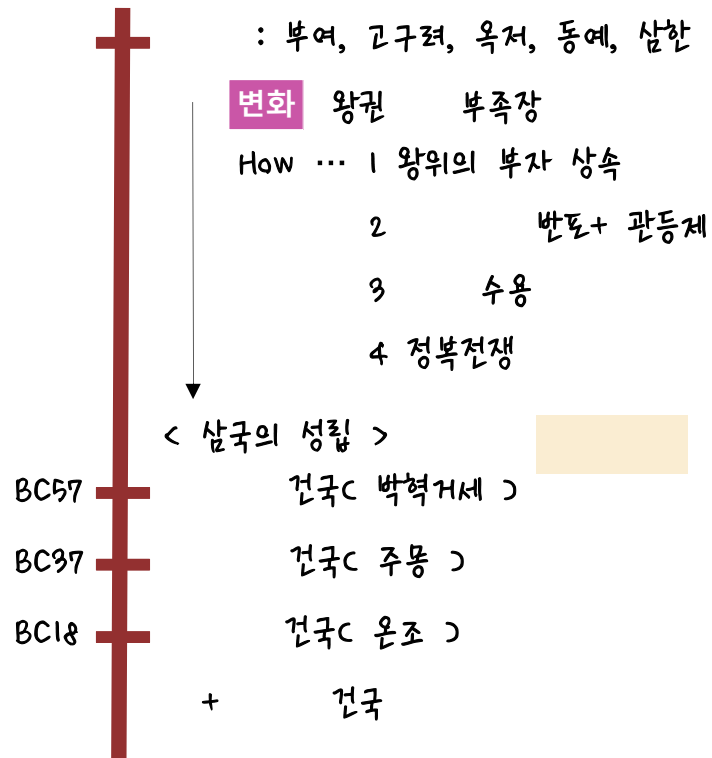 : 부여, 고구려, 옥저, 동예, 삼한
변화 왕권 부족장
How ... 1 왕위의 부자 상속
2 반포+ 관등제
3 수용
4 정복전쟁
< 삼국의 성립 >
BC57 건국( 박혁거세 )
BC37 건국( 주몽 )
BC18 건국( 온조 )
+ 건국